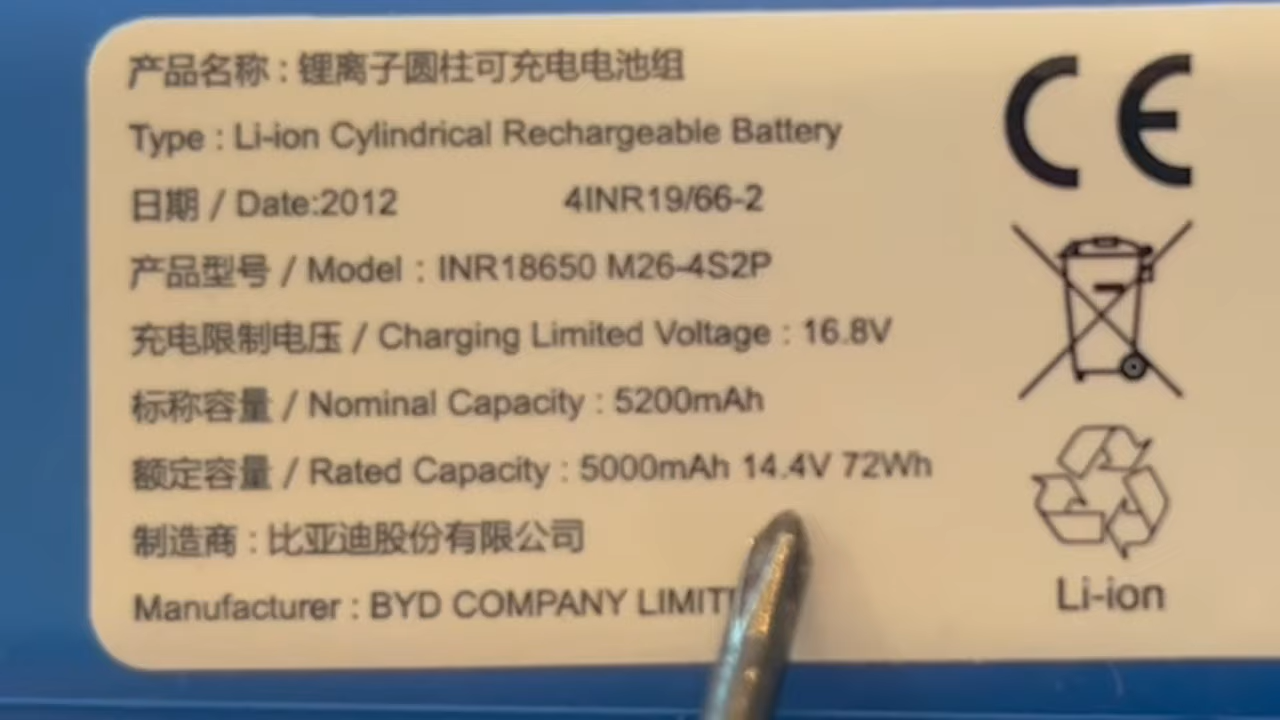 产品名称 : 锂离子圆柱可充电电池组
Type : Li-ion Cylindrical Rechargeable Battery
日期 / Date:2012 4INR19/66-2
产品型号 / Model : INR18650 M26-4S2P
充电限制电压 / Charging Limited Voltage : 16.8V
标称容量 / Nominal Capacity : 5200mAh
额定容量 / Rated Capacity : 5000mAh 14.4V 72Wh
制造商 : 比亚迪股份有限公司
Manufacturer : BYD COMPANY LIMIT
CE
Li-ion